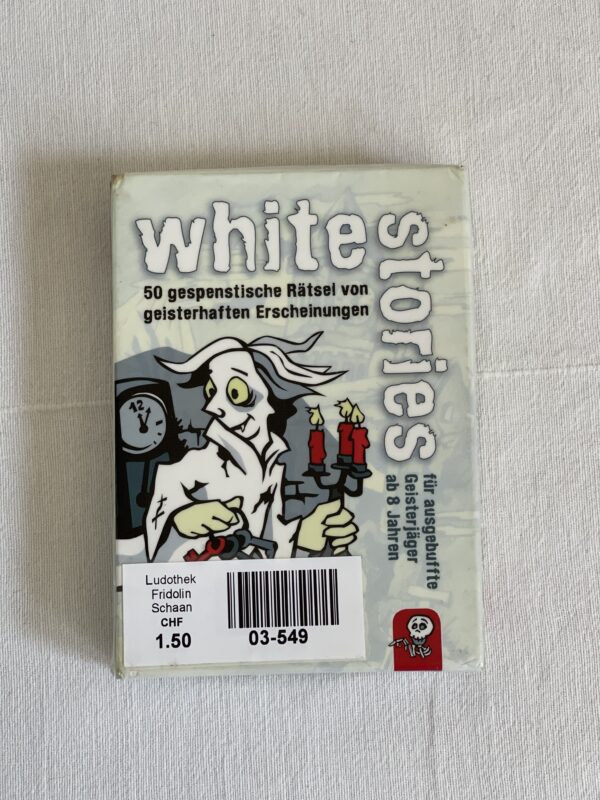 white stories
50 gespenstische Rätsel von
geisterhaften Erscheinungen
für ausgebuffte
Geisterjäger
ab 8 Jahren
12
Ludothek
Fridolin
Schaan
CHF
1.50
03-549